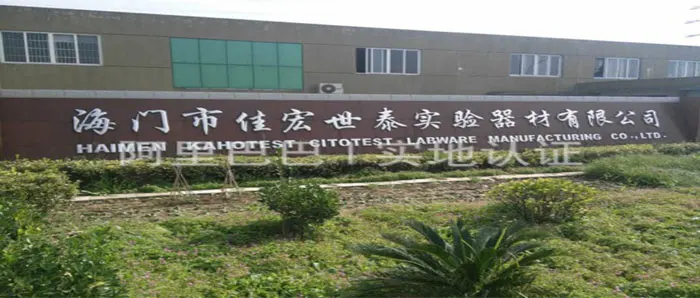 海门市佳宏世泰实验器材有限公司
HAIMEN KAHOTEST CITOTEST LABWARE MANUFACTURING CO.,LTD.
阿里巴巴 | 实地认证